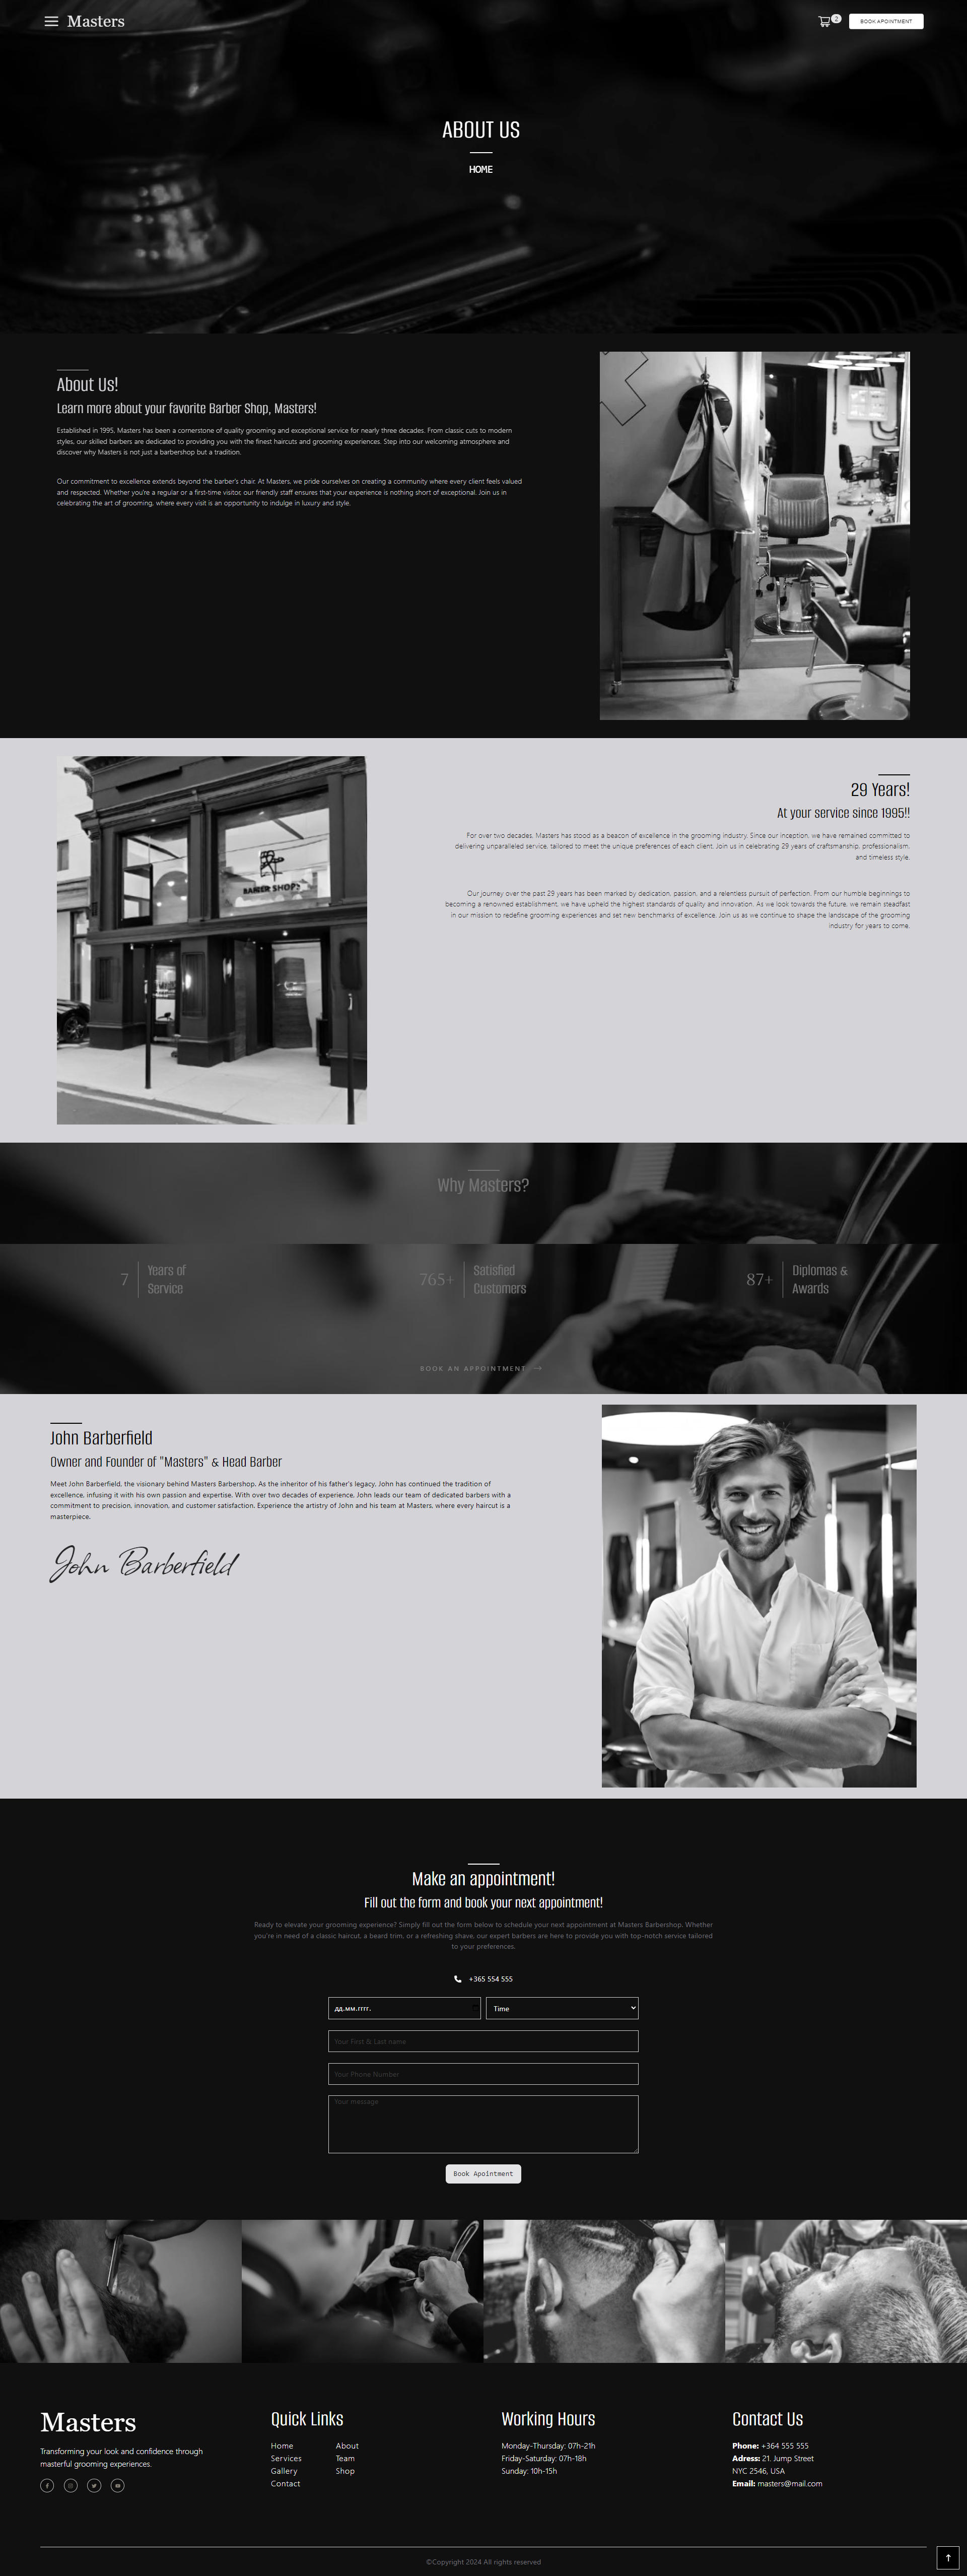 Masters
2
BOOK APOINTMENT
ABOUT US
HOME
About Us!
Learn more about your favorite Barber Shop, Masters!
Established in 1995, Masters has been a cornerstone of quality grooming and exceptional service for nearly three decades. From classic cuts to modern
styles, our skilled barbers are dedicated to providing you with the finest haircuts and grooming experiences. Step into our welcoming atmosphere and
discover why Masters is not just a barbershop but a tradition.
Our commitment to excellence extends beyond the barber's chair. At Masters, we pride ourselves on creating a community where every client feels valued
and respected. Whether you're a regular or a first-time visitor, our friendly staff ensures that your experience is nothing short of exceptional. Join us in
celebrating the art of grooming, where every visit is an opportunity to indulge in luxury and style.
BARBER SHOP
29 Years!
At your service since 1995!!
For over two decades, Masters has stood as a beacon of excellence in the grooming industry. Since our inception, we have remained committed to
delivering unparalleled service, tailored to meet the unique preferences of each client. Join us in celebrating 29 years of craftsmanship, professionalism,
and timeless style.
Our journey over the past 29 years has been marked by dedication, passion, and a relentless pursuit of perfection. From our humble beginnings to
becoming a renowned establishment, we have upheld the highest standards of quality and innovation. As we look towards the future, we remain steadfast
in our mission to redefine grooming experiences and set new benchmarks of excellence. Join us as we continue to shape the landscape of the grooming
industry for years to come.
Why Masters?
7
Years of
Service
765+
Satisfied
Customers
87+
Diplomas &
Awards
BOOK AN APPOINTMENT →
John Barberfield
Owner and Founder of "Masters" & Head Barber
Meet John Barberfield, the visionary behind Masters Barbershop. As the inheritor of his father's legacy, John has continued the tradition of
excellence, infusing it with his own passion and expertise. With over two decades of experience, John leads our team of dedicated barbers with a
commitment to precision, innovation, and customer satisfaction. Experience the artistry of John and his team at Masters, where every haircut is a
masterpiece.
John Barberfield
Make an appointment!
Fill out the form and book your next appointment!
Ready to elevate your grooming experience? Simply fill out the form below to schedule your next appointment at Masters Barbershop. Whether
you're in need of a classic haircut, a beard trim, or a refreshing shave, our expert barbers are here to provide you with top-notch service tailored
to your preferences.
+365 554 555
дд.мм.гггг.
Time
Your First & Last name
Your Phone Number
Your message
Book Apointment
Masters
Transforming your look and confidence through
masterful grooming experiences.
Quick Links
Home
About
Services
Team
Gallery
Shop
Contact
Working Hours
Monday-Thursday: 07h-21h
Friday-Saturday: 07h-18h
Sunday: 10h-15h
Contact Us
Phone: +364 555 555
Adress: 21. Jump Street
NYC 2546, USA
Email: masters@mail.com
©Copyright 2024 All rights reserved